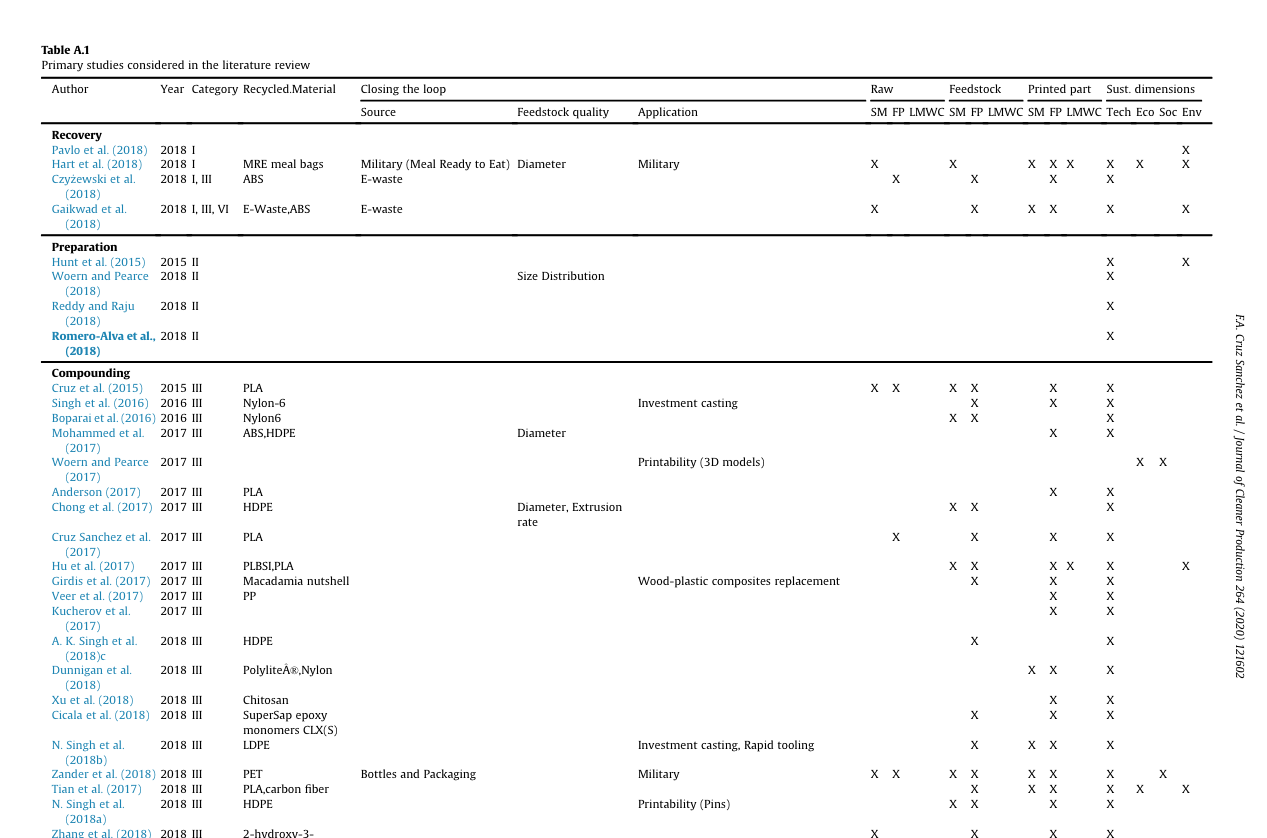 Table A.1
Primary studies considered in the literature review
Author Year Category Recycled.Material Closing the loop Raw Feedstock Printed part Sust. dimensions
Source Feedstock quality Application SM FP LMWC SM FP LMWC SM FP LMWC Tech Eco Soc Env
Recovery
Pavlo et al. (2018) 2018 I X
Hart et al. (2018) 2018 I MRE meal bags Military (Meal Ready to Eat) Diameter Military X X X X X X X X
Czyżewski et al. 2018 I, III ABS E-waste X X X X
(2018)
Gaikwad et al. 2018 I, III, VI E-Waste,ABS E-waste X X X X X X
(2018)
Preparation
Hunt et al. (2015) 2015 II X X
Woern and Pearce 2018 II Size Distribution X
(2018)
Reddy and Raju 2018 II X
(2018)
Romero-Alva et al., 2018 II X
(2018)
Compounding
Cruz et al. (2015) 2015 III PLA X X X X X X
Singh et al. (2016) 2016 III Nylon-6 Investment casting X X X
Boparai et al. (2016) 2016 III Nylon6 X X X
Mohammed et al. 2017 III ABS,HDPE Diameter X X
(2017)
Woern and Pearce 2017 III Printability (3D models) X X
(2017)
Anderson (2017) 2017 III PLA X X
Chong et al. (2017) 2017 III HDPE Diameter, Extrusion X X X
rate
Cruz Sanchez et al. 2017 III PLA X X X X
(2017)
Hu et al. (2017) 2017 III PLBSI,PLA X X X X X X
Girdis et al. (2017) 2017 III Macadamia nutshell Wood-plastic composites replacement X X X
Veer et al. (2017) 2017 III PP X X
Kucherov et al. 2017 III X X
(2017)
A. K. Singh et al. 2018 III HDPE X X
(2018)c
Dunnigan et al. 2018 III PolyliteÂ®,Nylon X X X
(2018)
Xu et al. (2018) 2018 III Chitosan X X
Cicala et al. (2018) 2018 III SuperSap epoxy X X X
monomers CLX(S)
N. Singh et al. 2018 III LDPE Investment casting, Rapid tooling X X X X
(2018b)
Zander et al. (2018) 2018 III PET Bottles and Packaging Military X X X X X X X X
Tian et al. (2017) 2018 III PLA,carbon fiber X X X X X X
N. Singh et al. 2018 III HDPE Printability (Pins) X X X X
(2018a)
Zhang et al. (2018) 2018 III 2-hydroxy-3- X X X X
F.A. Cruz Sanchez et al. / Journal of Cleaner Production 264 (2020) 121602